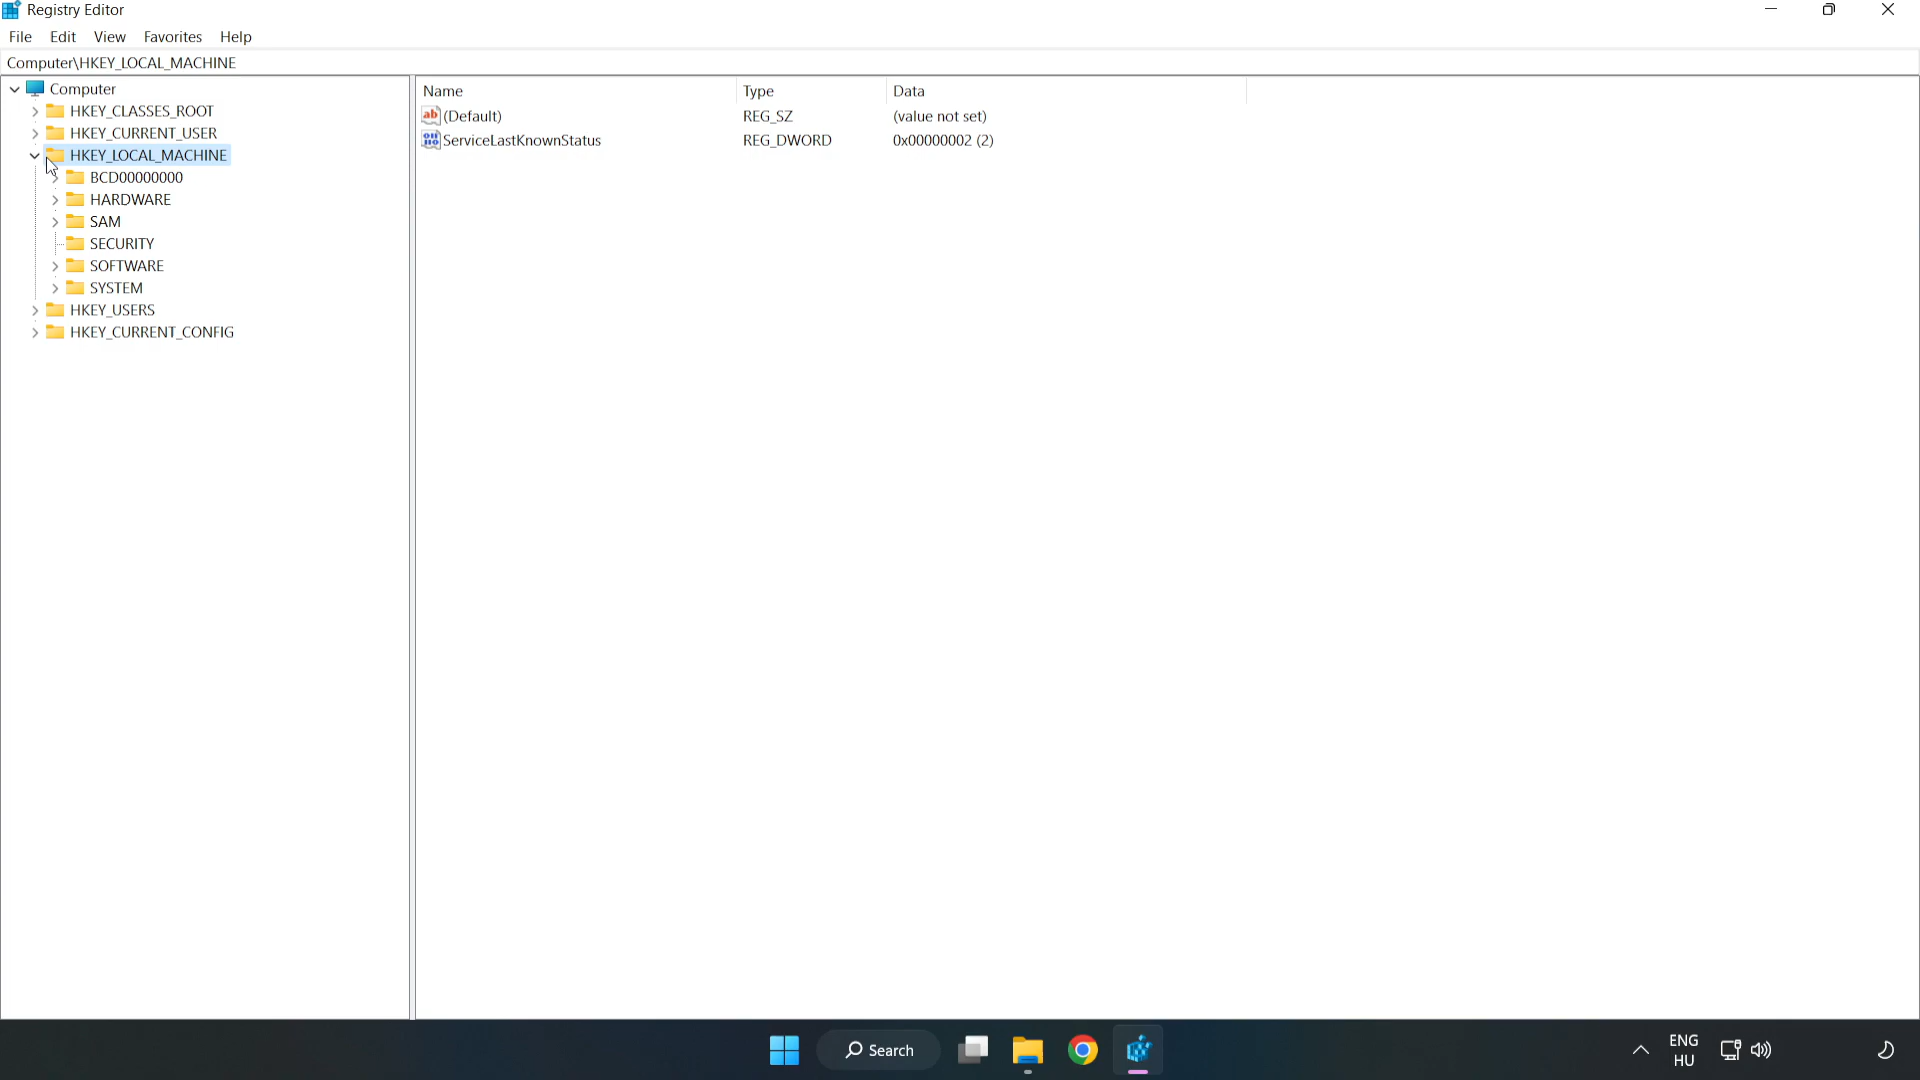 Registry Editor
File Edit View Favorites Help
Computer\HKEY_LOCAL_MACHINE
Computer
HKEY_CLASSES_ROOT
HKEY_CURRENT_USER
HKEY_LOCAL_MACHINE
BCD00000000
HARDWARE
SAM
SECURITY
SOFTWARE
SYSTEM
HKEY_USERS
HKEY_CURRENT_CONFIG
Name Type Data
(Default) REG_SZ (value not set)
ServiceLastKnownStatus REG_DWORD 0x00000002 (2)
Search
ENG
HU